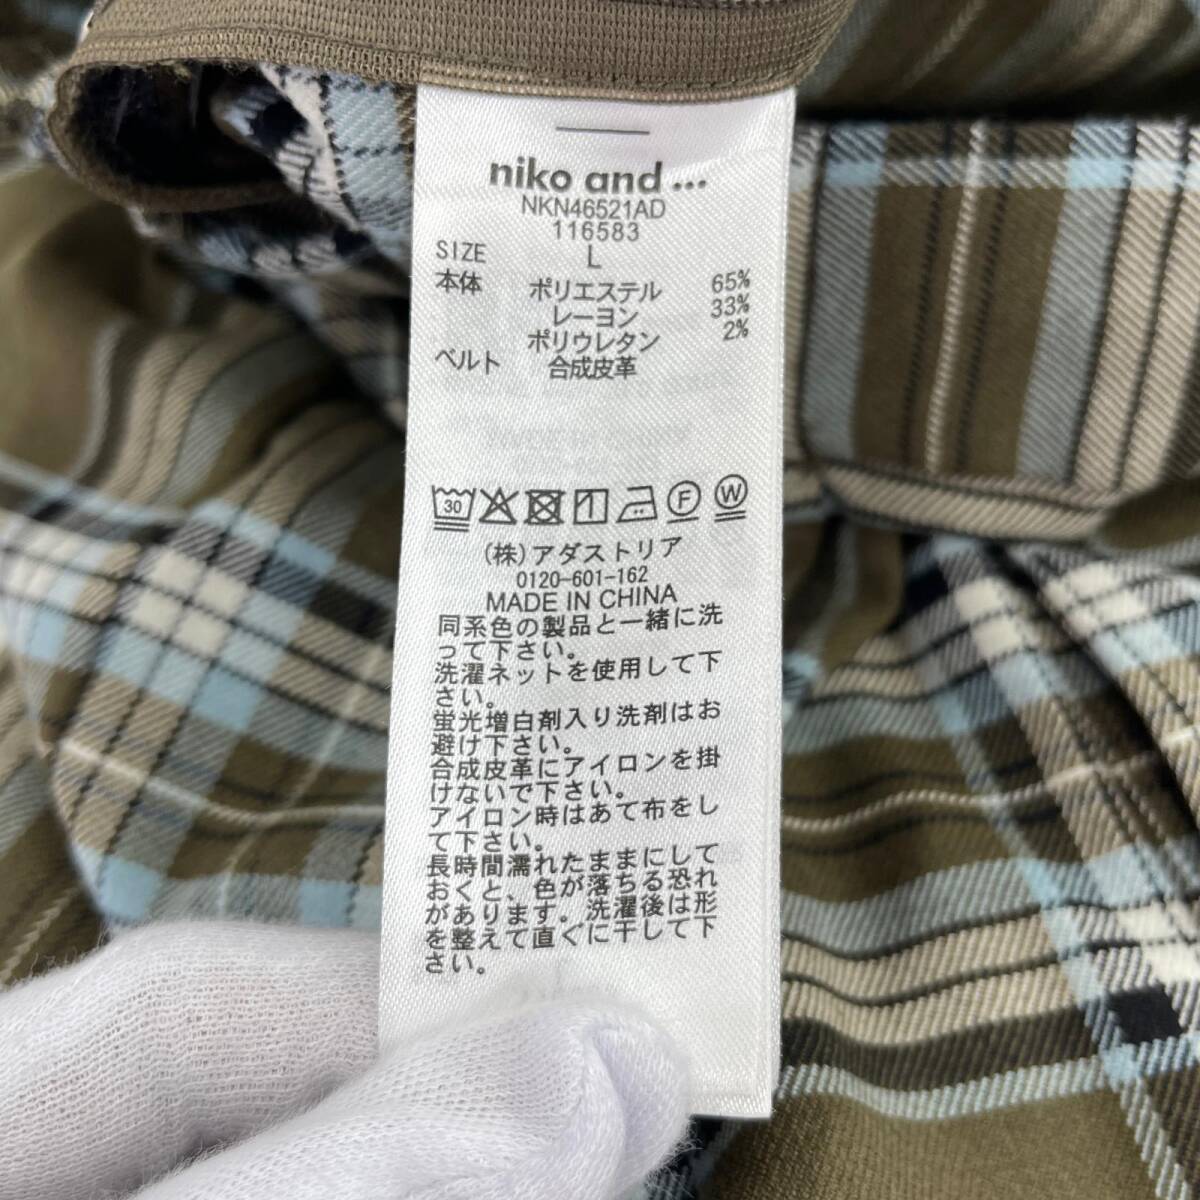 niko and ...
NKN46521AD
116583
SIZE L
本体 ポリエステル 65%
レーヨン 33%
ポリウレタン 2%
ベルト 合成皮革
30 F W
(株)アダストリア
0120-601-162
MADE IN CHINA
同系色の製品と一緒に洗
って下さい。
洗濯ネットを使用して下
さい。
蛍光増白剤入り洗剤はお
避け下さい。
合成皮革にアイロンを掛
けないで下さい。
アイロン時はあて布をし
て下さい。
長時間濡れたままにして
おくと、色が落ちる恐れ
があります。洗濯後は形
を整えて直ぐに干して下
さい。